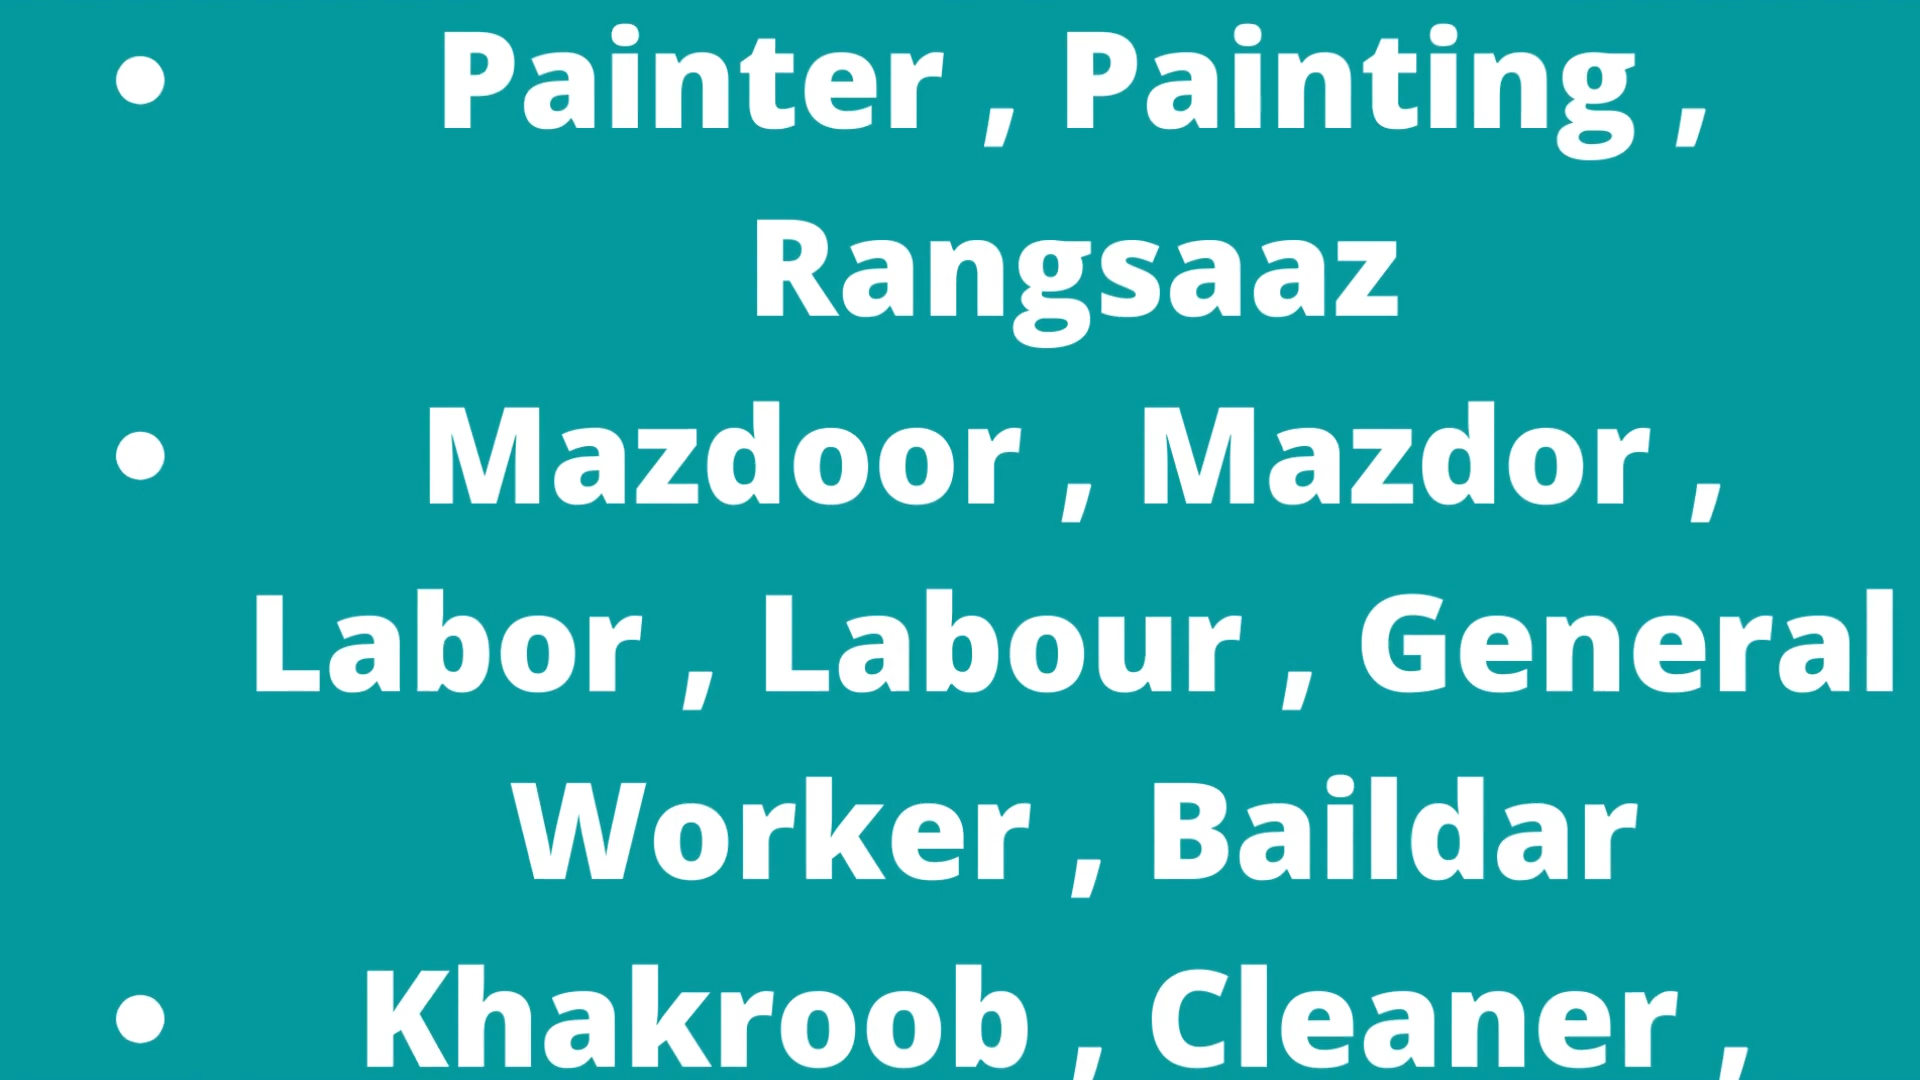 • Painter , Painting ,
Rangsaaz
• Mazdoor , Mazdor ,
Labor , Labour , General
Worker , Baildar
• Khakroob , Cleaner ,